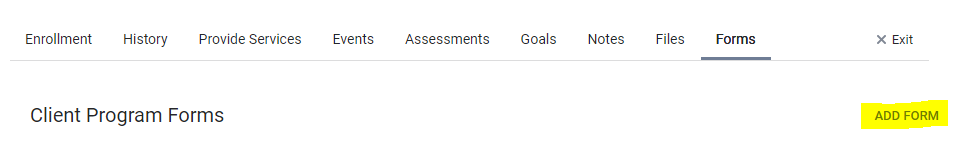 Enrollment History Provide Services Events Assessments Goals Notes Files Forms × Exit
Client Program Forms ADD FORM